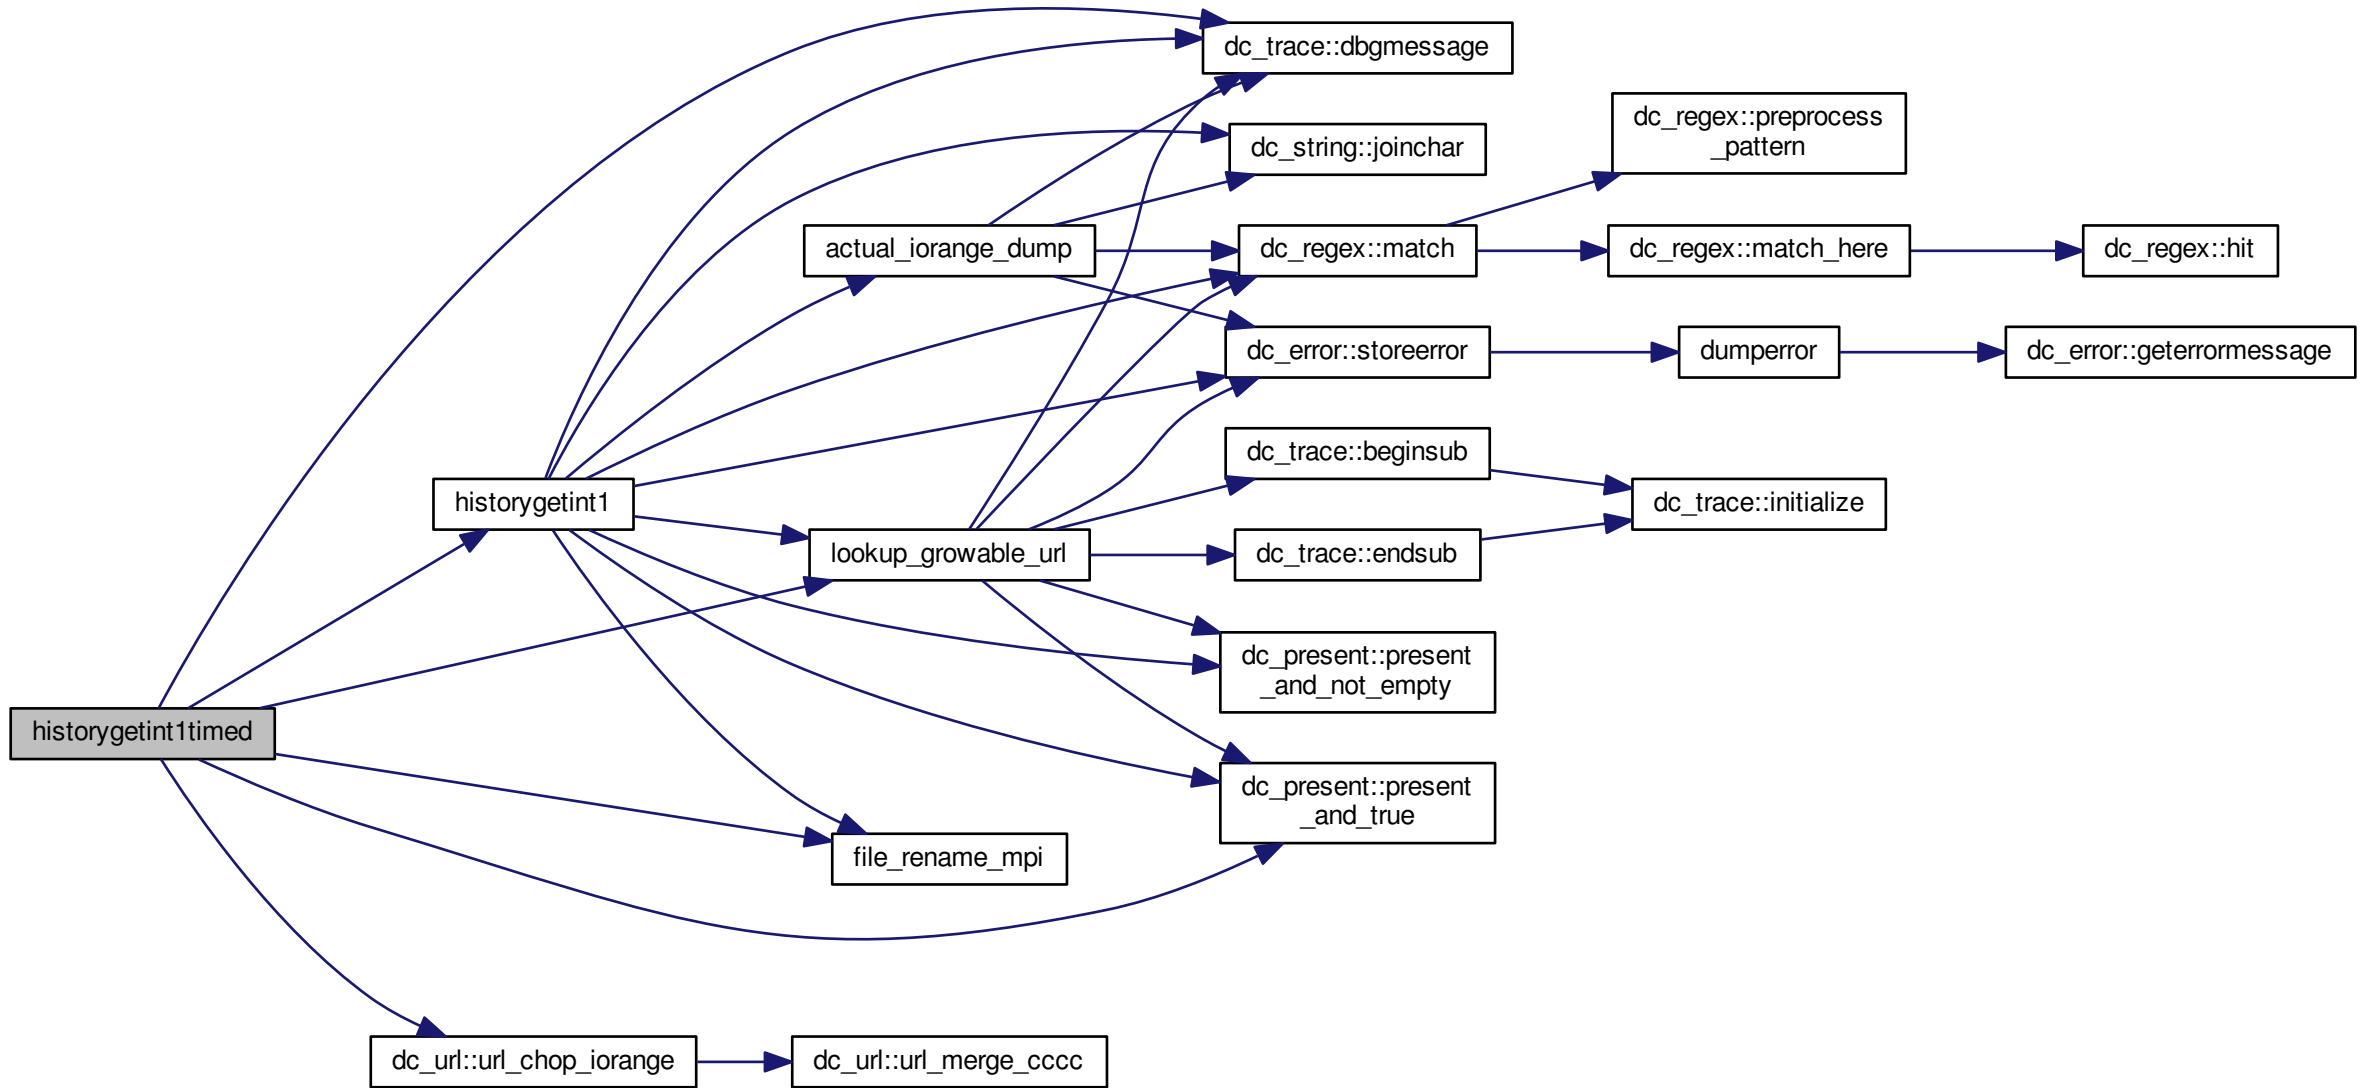 dc_trace::dbgmessage
dc_regex::preprocess
_pattern
dc_string::joinchar
actual_iorange_dump
dc_regex::match
dc_regex::match_here
dc_regex::hit
dc_error::storeerror
dumperror
dc_error::geterrormessage
dc_trace::beginsub
historygetint1
dc_trace::initialize
lookup_growable_url
dc_trace::endsub
dc_present::present
_and_not_empty
historygetint1timed
dc_present::present
_and_true
file_rename_mpi
dc_url::url_chop_iorange
dc_url::url_merge_cccc